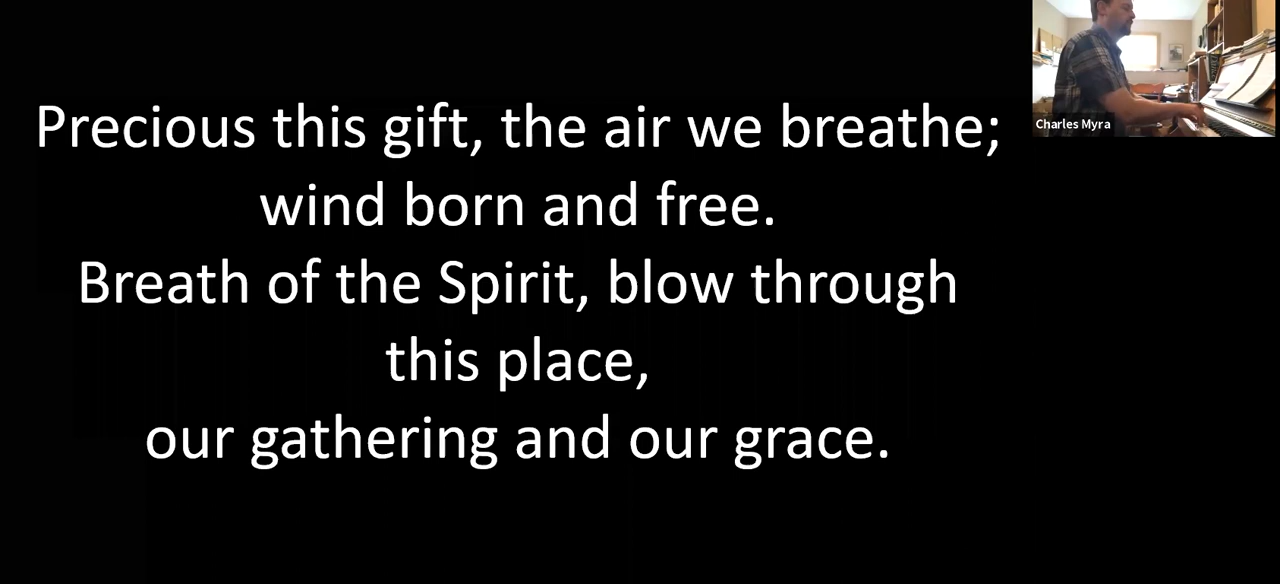 Precious this gift, the air we breathe;
wind born and free.
Breath of the Spirit, blow through
this place,
our gathering and our grace.
Charles Myra